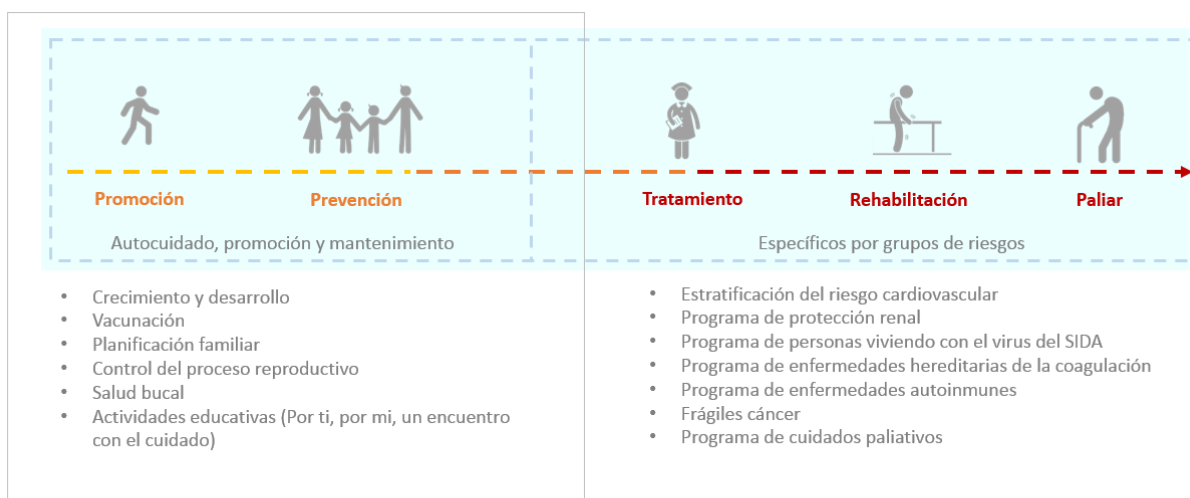 Promoción
Prevención
Tratamiento
Rehabilitación
Paliar
Autocuidado, promoción y mantenimiento
Específicos por grupos de riesgos
• Crecimiento y desarrollo
• Vacunación
• Planificación familiar
• Control del proceso reproductivo
• Salud bucal
• Actividades educativas (Por ti, por mi, un encuentro
con el cuidado)
• Estratificación del riesgo cardiovascular
• Programa de protección renal
• Programa de personas viviendo con el virus del SIDA
• Programa de enfermedades hereditarias de la coagulación
• Programa de enfermedades autoinmunes
• Frágiles cáncer
• Programa de cuidados paliativos